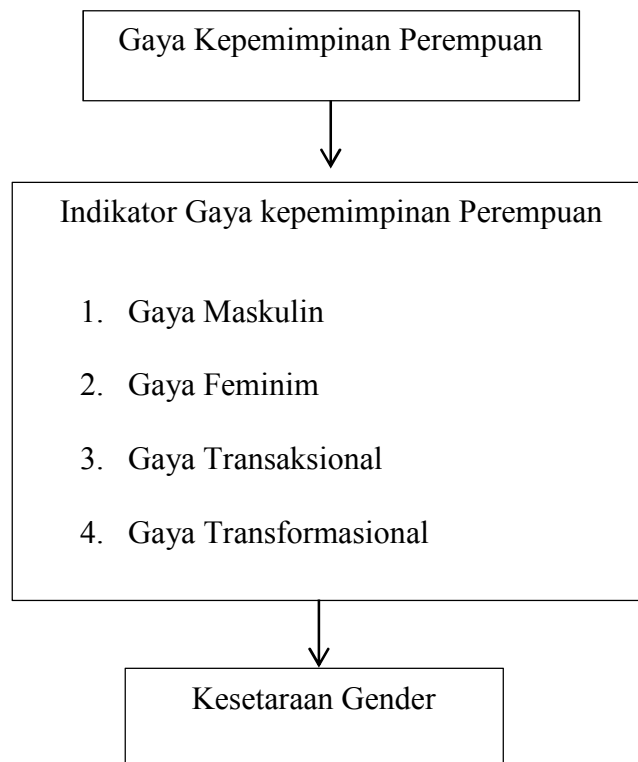 Gaya Kepemimpinan Perempuan
Indikator Gaya kepemimpinan Perempuan
1. Gaya Maskulin
2. Gaya Feminim
3. Gaya Transaksional
4. Gaya Transformasional
Kesetaraan Gender